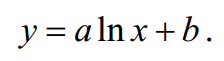 y = a ln x + b.